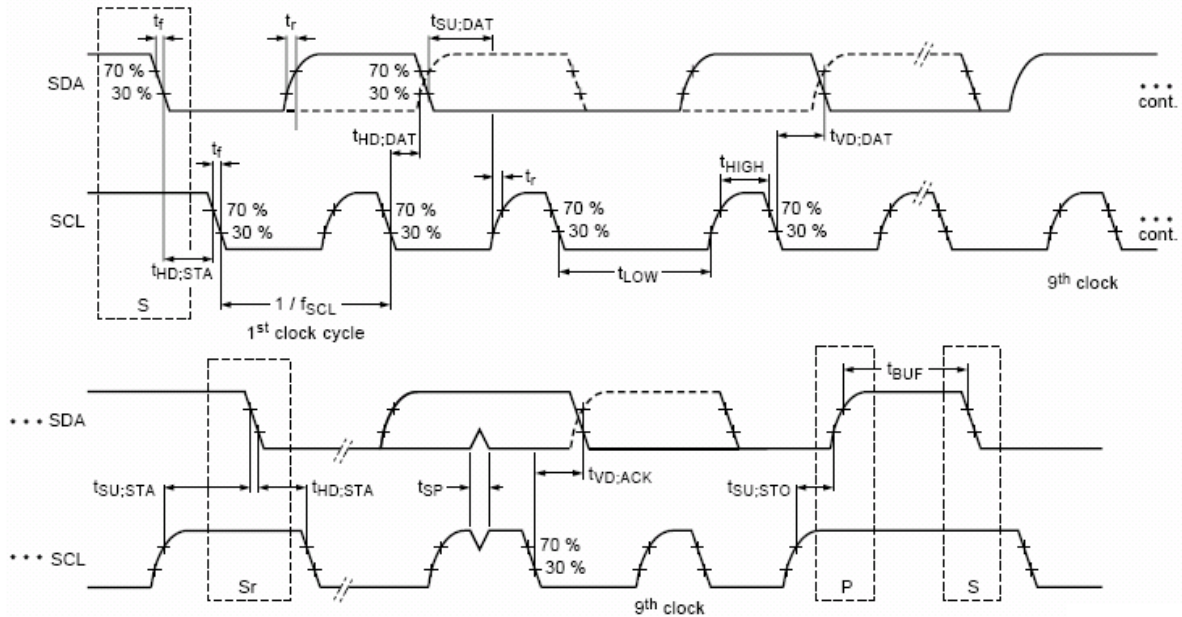 tf
tr
tSU;DAT
SDA
70 %
30 %
70 %
30 %
• • •
cont.
tHD;DAT
tVD;DAT
tf
tr
tHIGH
SCL
70 %
30 %
70 %
30 %
70 %
30 %
70 %
30 %
• • •
cont.
tHD;STA
tLOW
S
1 / fSCL
9th clock
1st clock cycle
tBUF
• • • SDA
tSU;STA
tHD;STA
tSP
tVD;ACK
tSU;STO
• • • SCL
70 %
30 %
Sr
P
S
9th clock